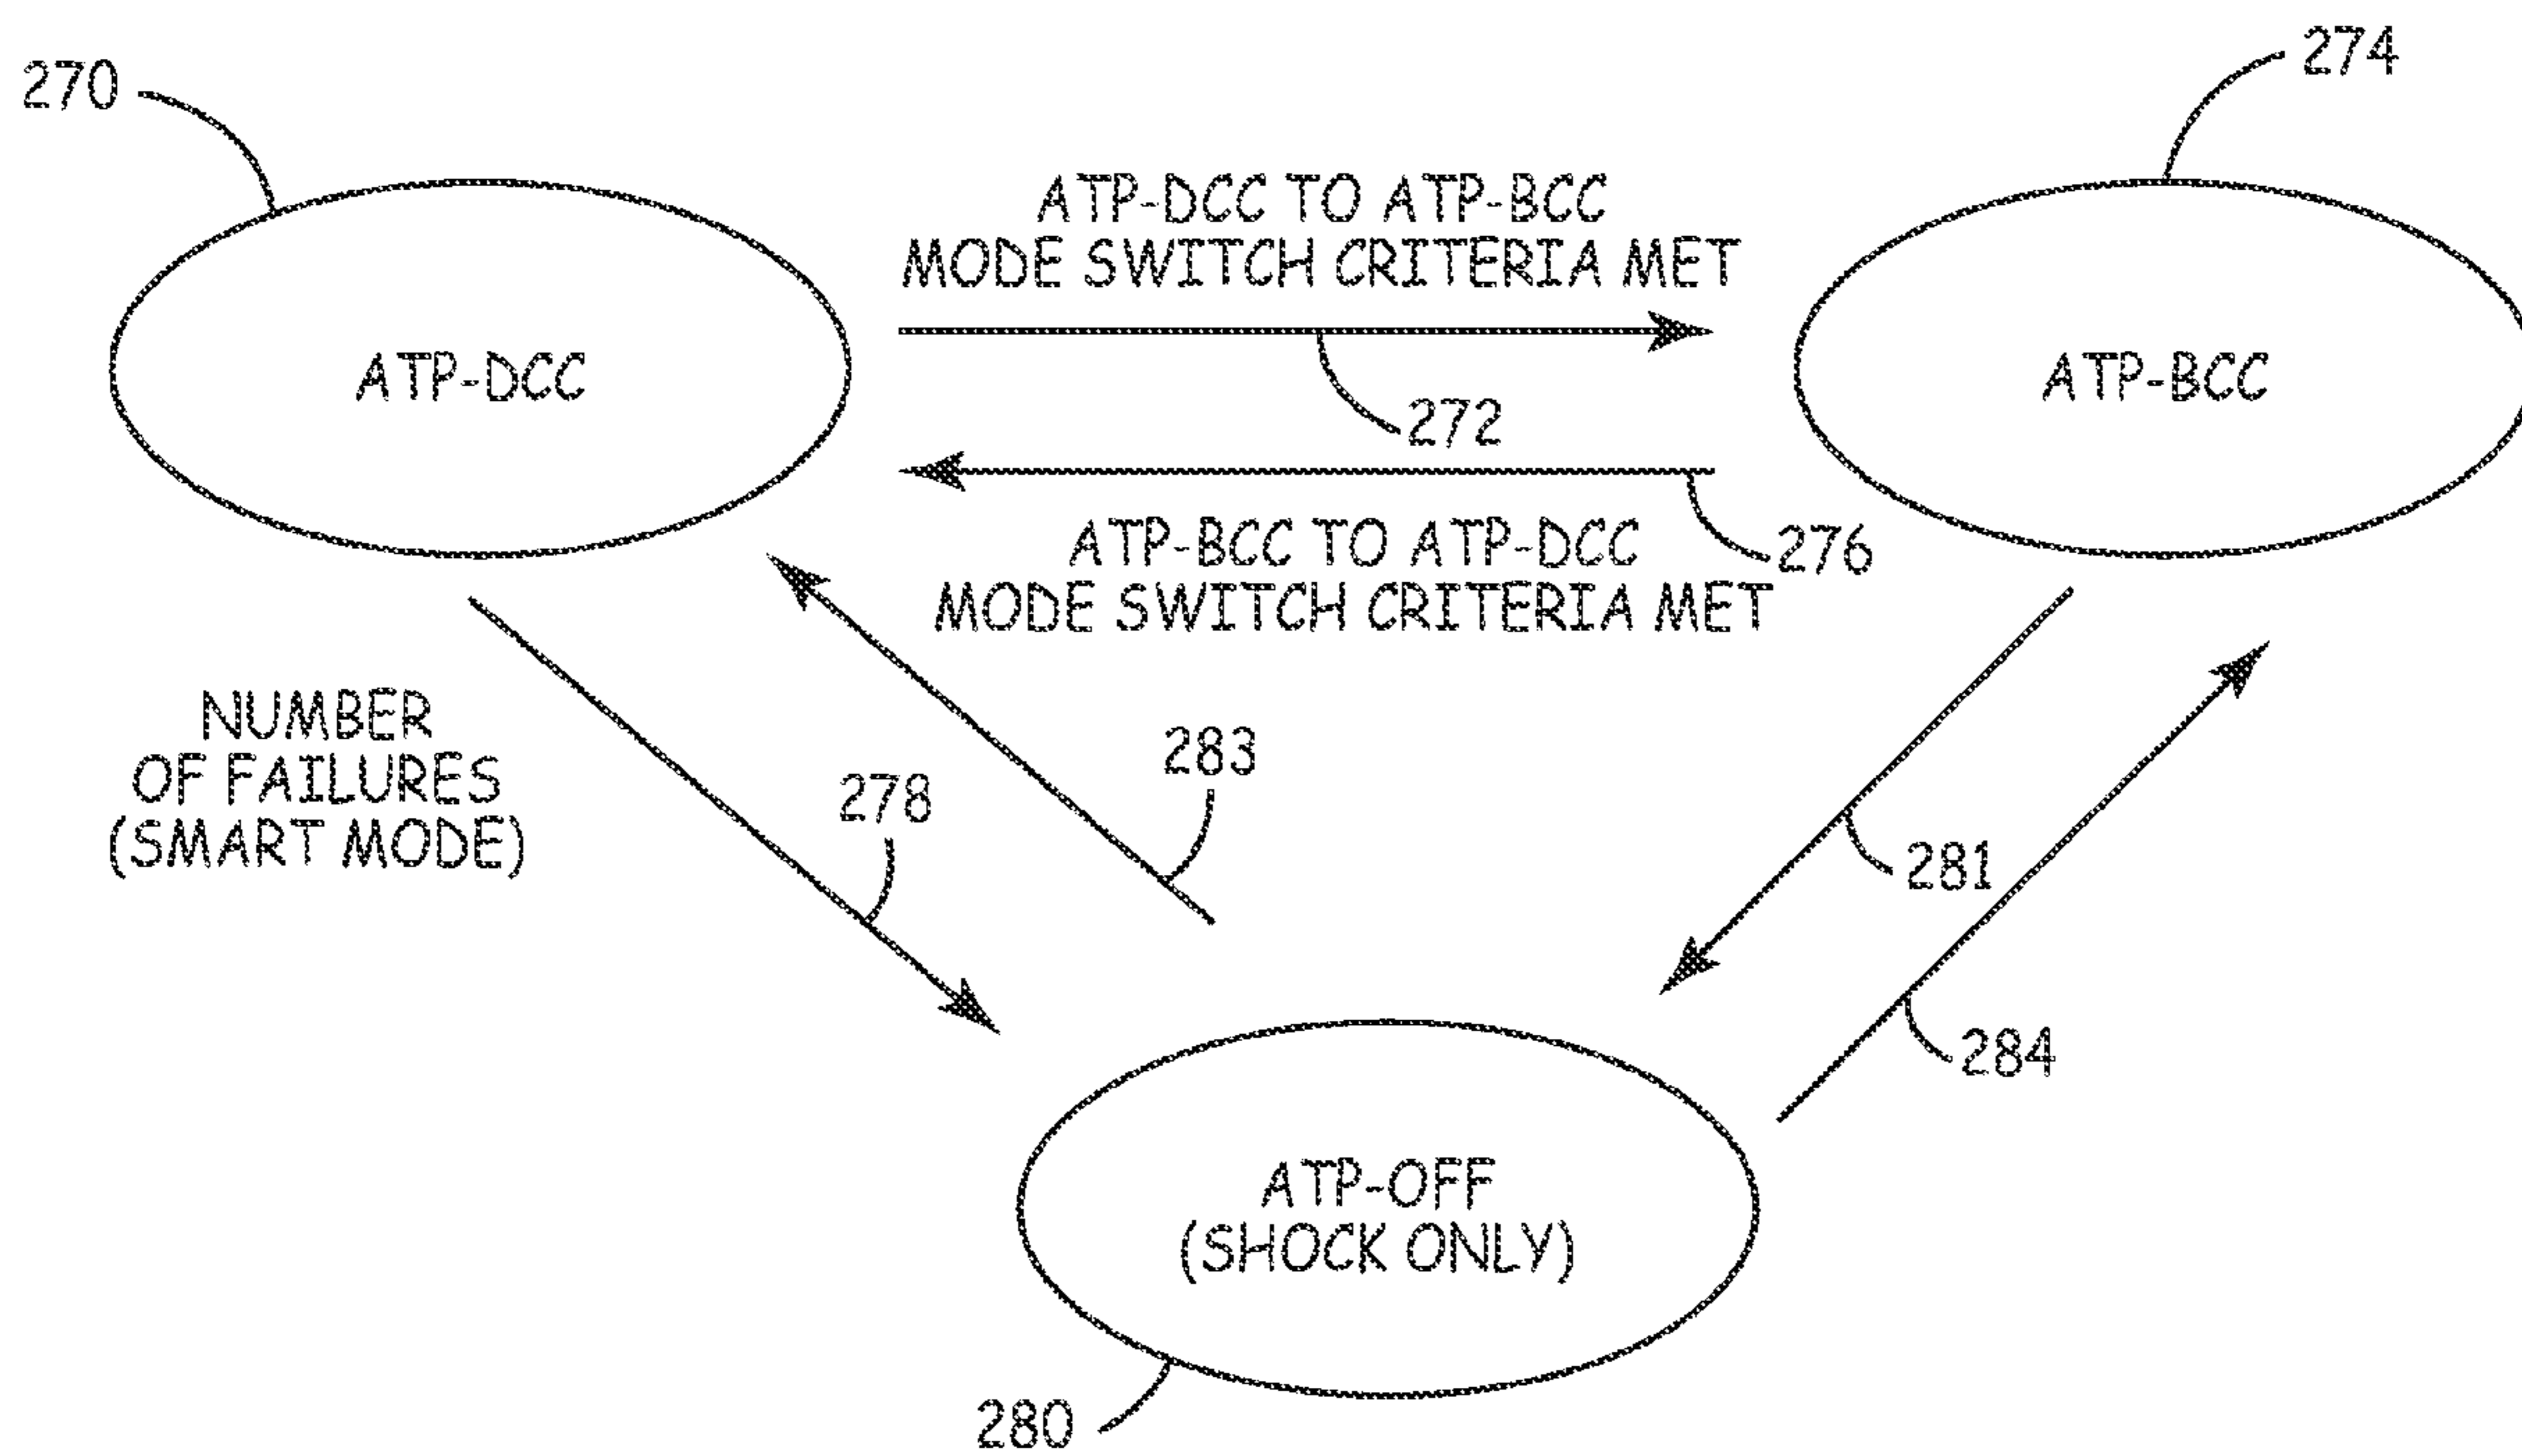 270
274
ATP-DCC TO ATP-BCC
MODE SWITCH CRITERIA MET
ATP-DCC
ATP-BCC
272
276
ATP-BCC TO ATP-DCC
MODE SWITCH CRITERIA MET
NUMBER
OF FAILURES
(SMART MODE)
278
283
281
284
ATP-OFF
(SHOCK ONLY)
280